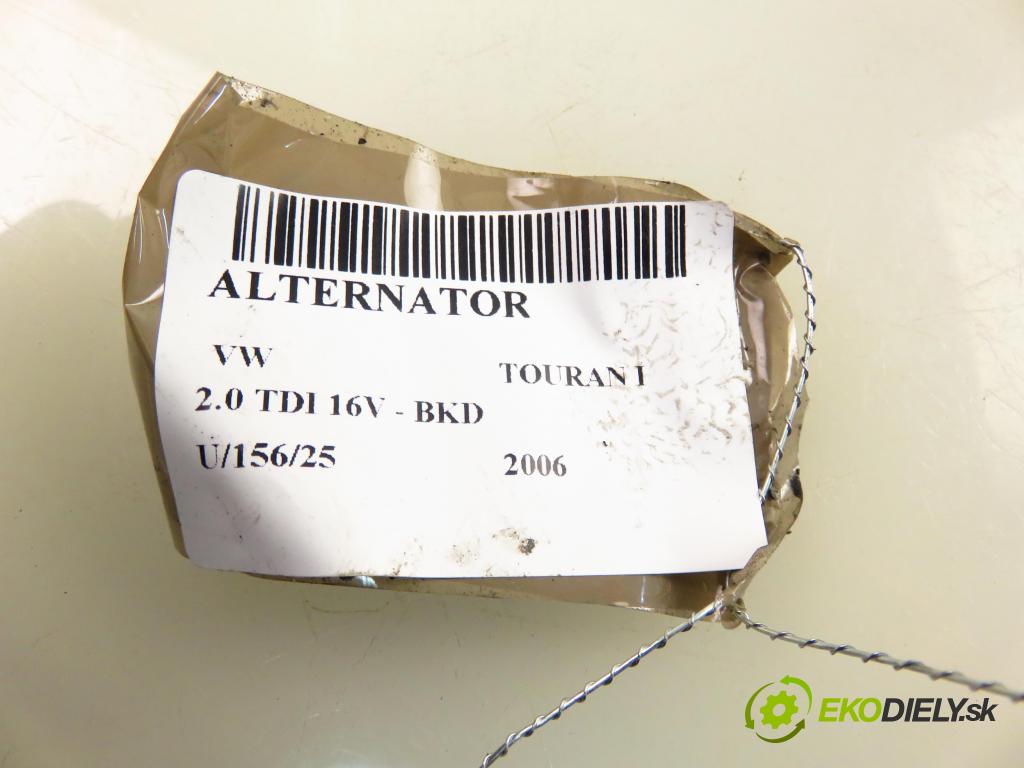 ALTERNATOR
VW TOURAN I
2.0 TDI 16V - BKD
U/156/25 2006
EKODIELY.sk